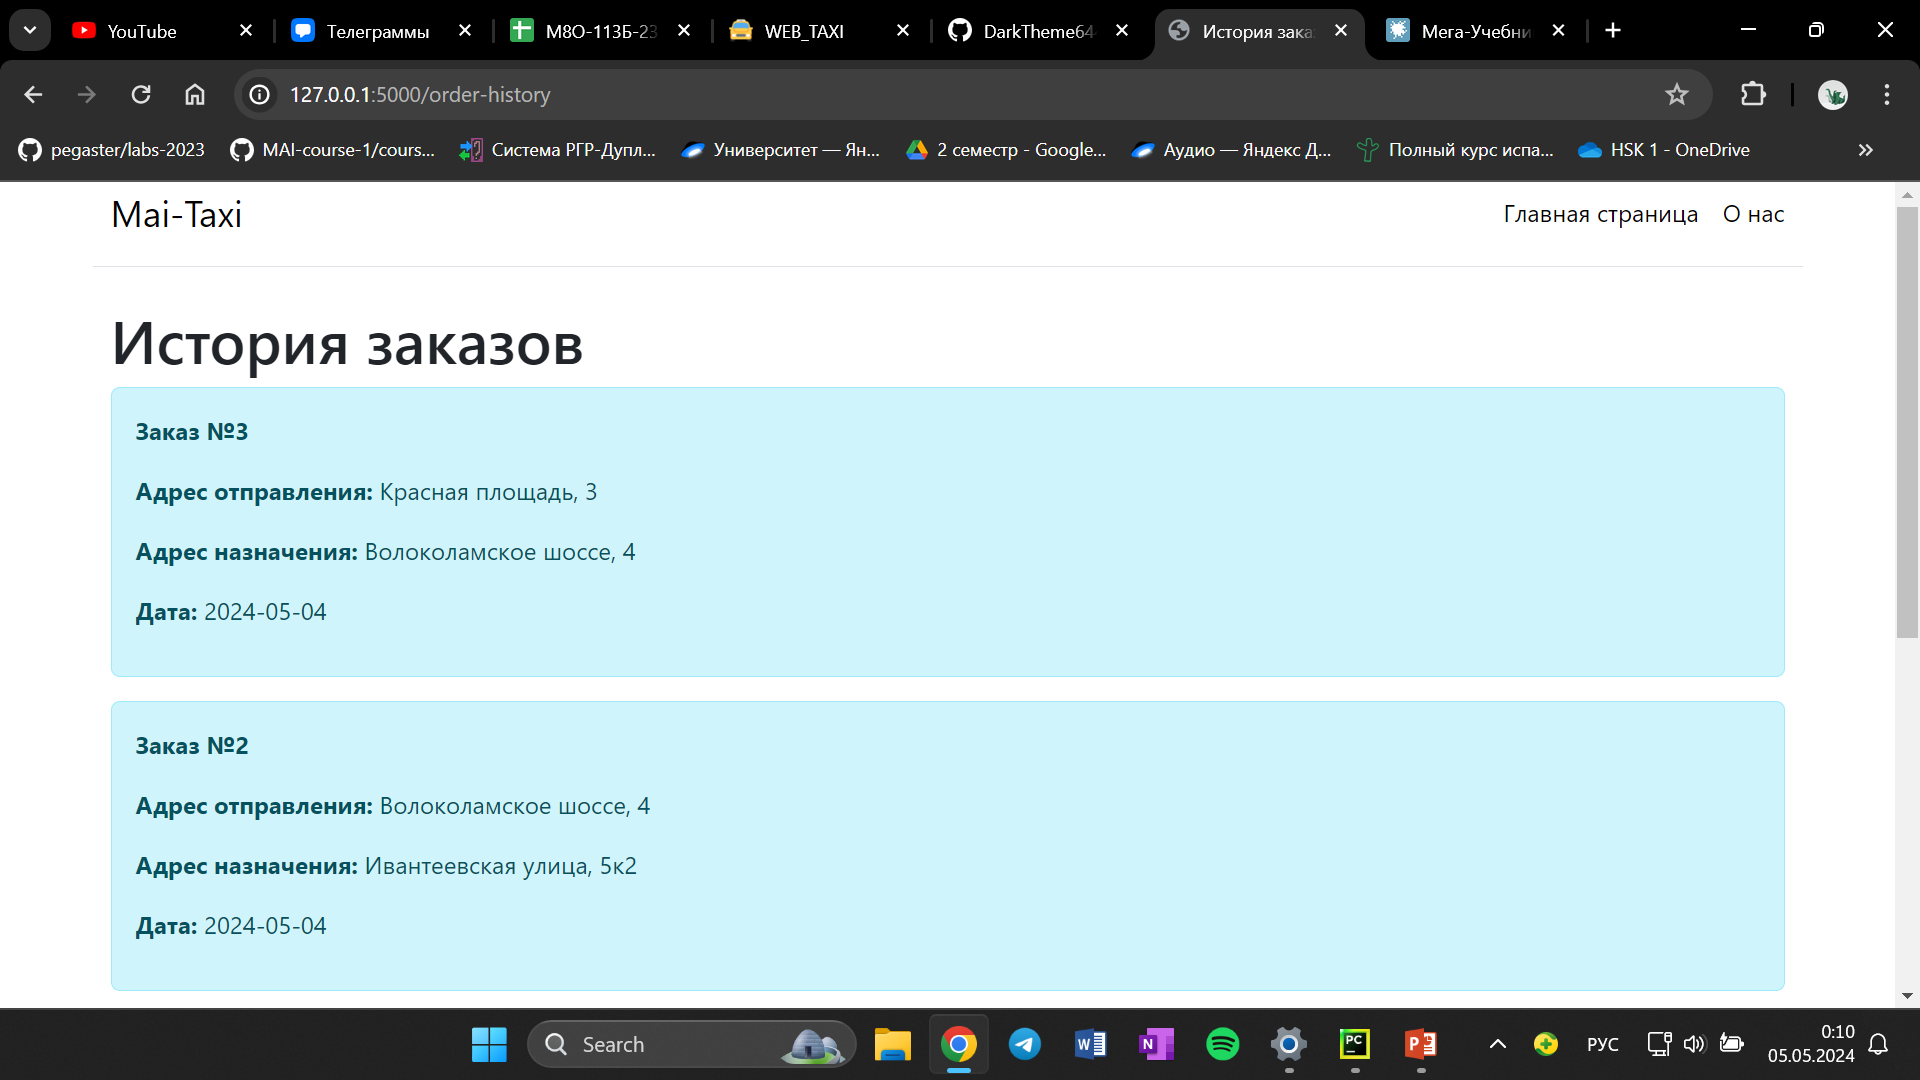 YouTube
Телеграммы
М8О-113Б-23
WEB_TAXI
DarkTheme64
История зака
Мега-Учебни
127.0.0.1:5000/order-history
pegaster/labs-2023
MAI-course-1/cours...
Система РГР-Дупл...
Университет — Ян...
2 семестр - Google...
Аудио — Яндекс Д...
Полный курс испа...
HSK 1 - OneDrive
Mai-Taxi
Главная страница
О нас
История заказов
Заказ №3
Адрес отправления: Красная площадь, 3
Адрес назначения: Волоколамское шоссе, 4
Дата: 2024-05-04
Заказ №2
Адрес отправления: Волоколамское шоссе, 4
Адрес назначения: Ивантеевская улица, 5к2
Дата: 2024-05-04
Search
РУС
0:10
05.05.2024